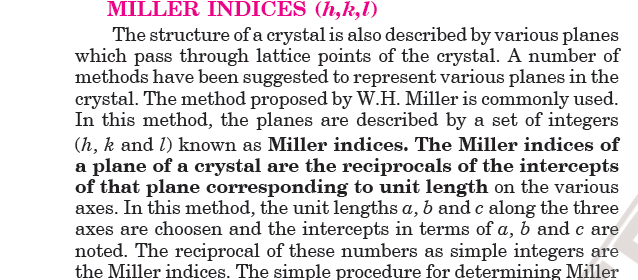 MILLER INDICES (h,k,l)
The structure of a crystal is also described by various planes
which pass through lattice points of the crystal. A number of
methods have been suggested to represent various planes in the
crystal. The method proposed by W.H. Miller is commonly used.
In this method, the planes are described by a set of integers
(h, k and l) known as Miller indices. The Miller indices of
a plane of a crystal are the reciprocals of the intercepts
of that plane corresponding to unit length on the various
axes. In this method, the unit lengths a, b and c along the three
axes are choosen and the intercepts in terms of a, b and c are
noted. The reciprocal of these numbers as simple integers are
the Miller indices. The simple procedure for determining Miller